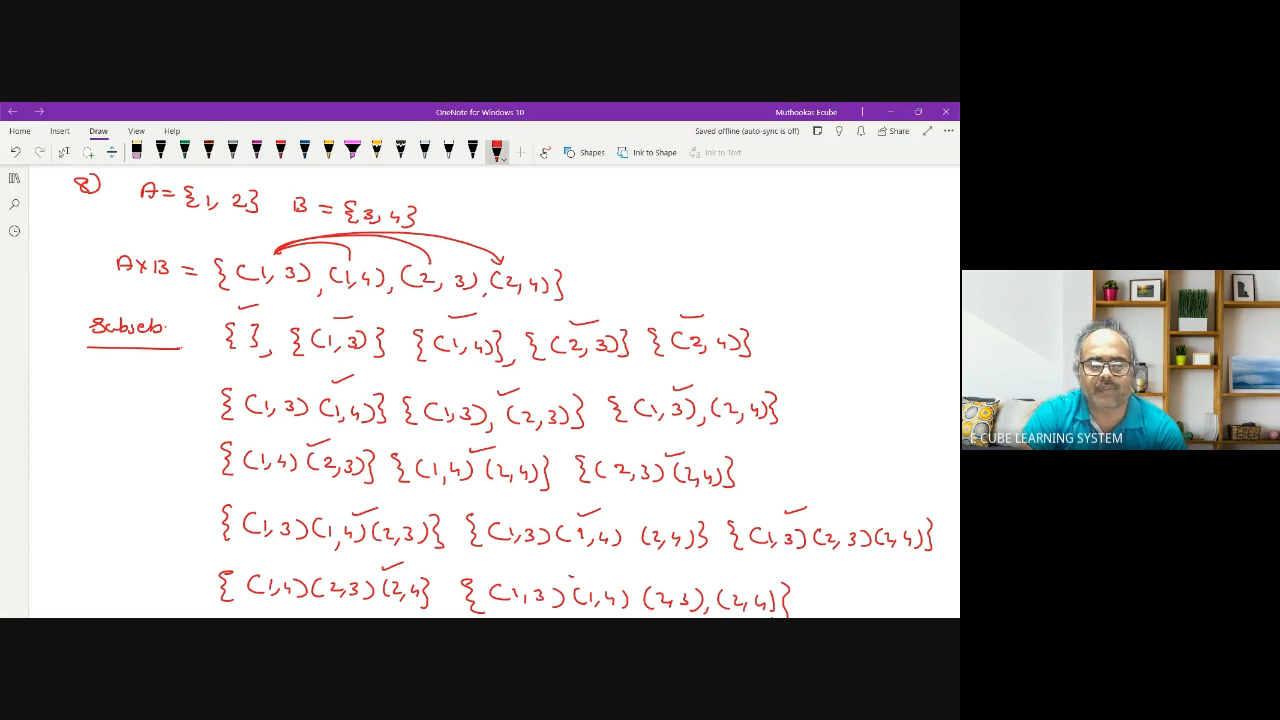 OneNote for Windows 10
Muthookas Ecube
Home Insert Draw View Help
Saved offline (auto-sync is off)
Share
Shapes
Ink to Shape
Ink to Text
8) A = {1, 2} B = {3, 4}
A×B = {(1, 3), (1,4), (2, 3), (2,4)}
{ }, {(1,3)} {(1,4)}, {(2,3)} {(2,4)}
{(1,3)(1,4)} {(1,3),(2,3)} {(1,3),(2,4)}
{(1,4)(2,3)} {(1,4)(2,4)} {(2,3)(2,4)}
{(1,3)(1,4)(2,3)} {(1,3)(1,4) (2,4)} {(1,3)(2,3)(2,4)}
{(1,4)(2,3)(2,4} {(1,3)(1,4) (2,3),(2,4)}
E CUBE LEARNING SYSTEM